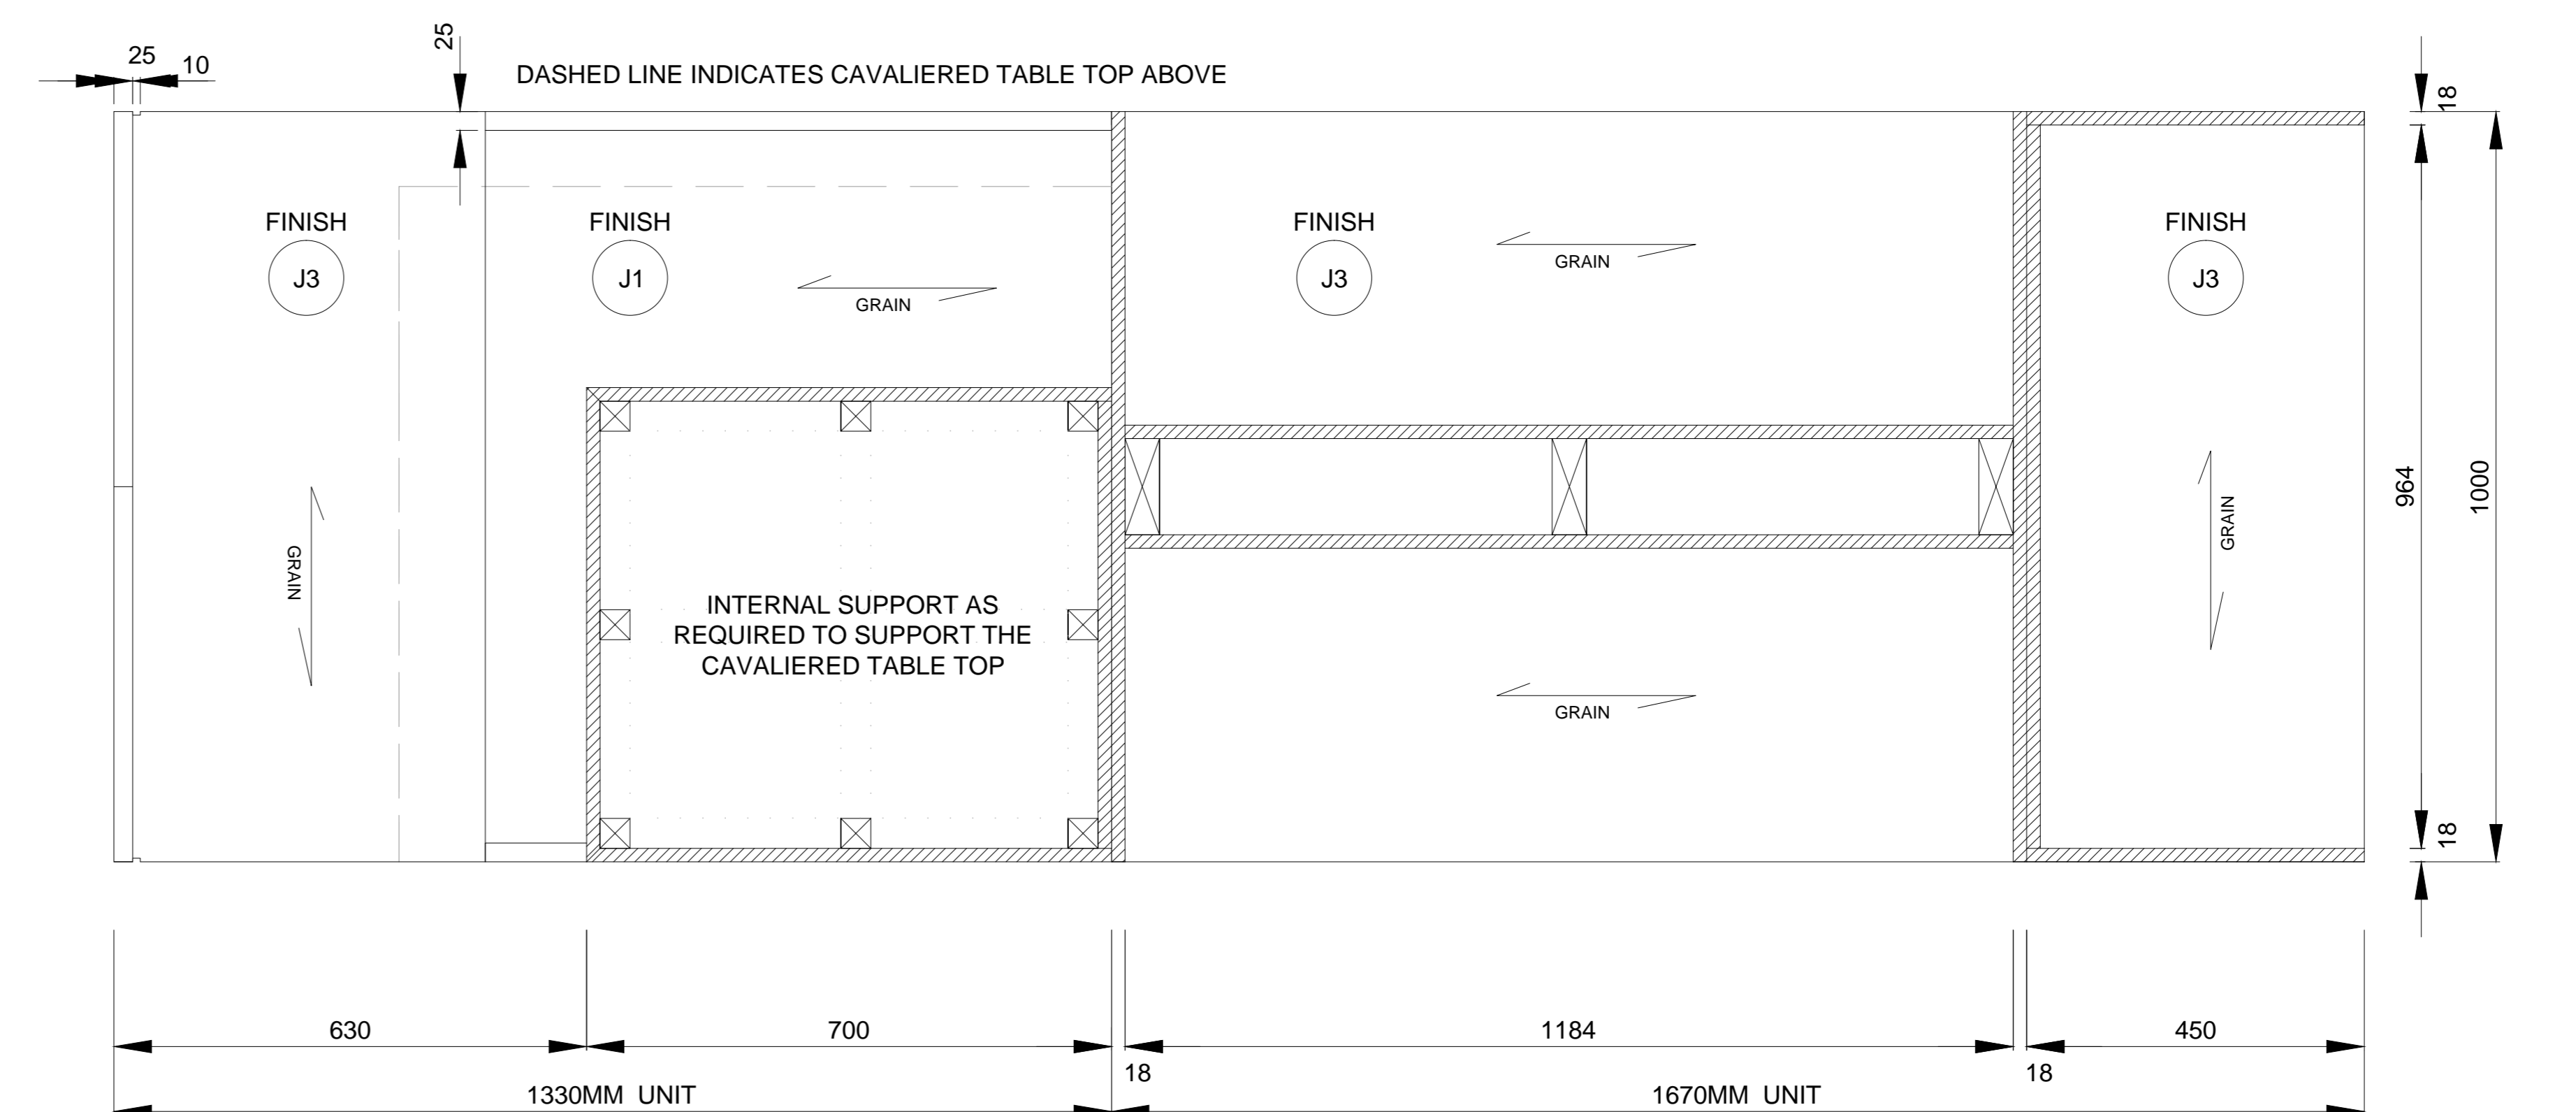 25
25
10
DASHED LINE INDICATES CAVALIERED TABLE TOP ABOVE
18
FINISH
J3
FINISH
J1
GRAIN
FINISH
J3
GRAIN
FINISH
J3
GRAIN
INTERNAL SUPPORT AS
REQUIRED TO SUPPORT THE
CAVALIERED TABLE TOP
GRAIN
GRAIN
964
1000
18
630
700
18
1184
18
450
1330MM UNIT
1670MM UNIT